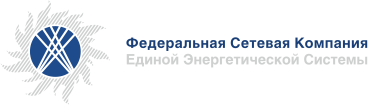 Федеральная Сетевая Компания
Единой Энергетической Системы